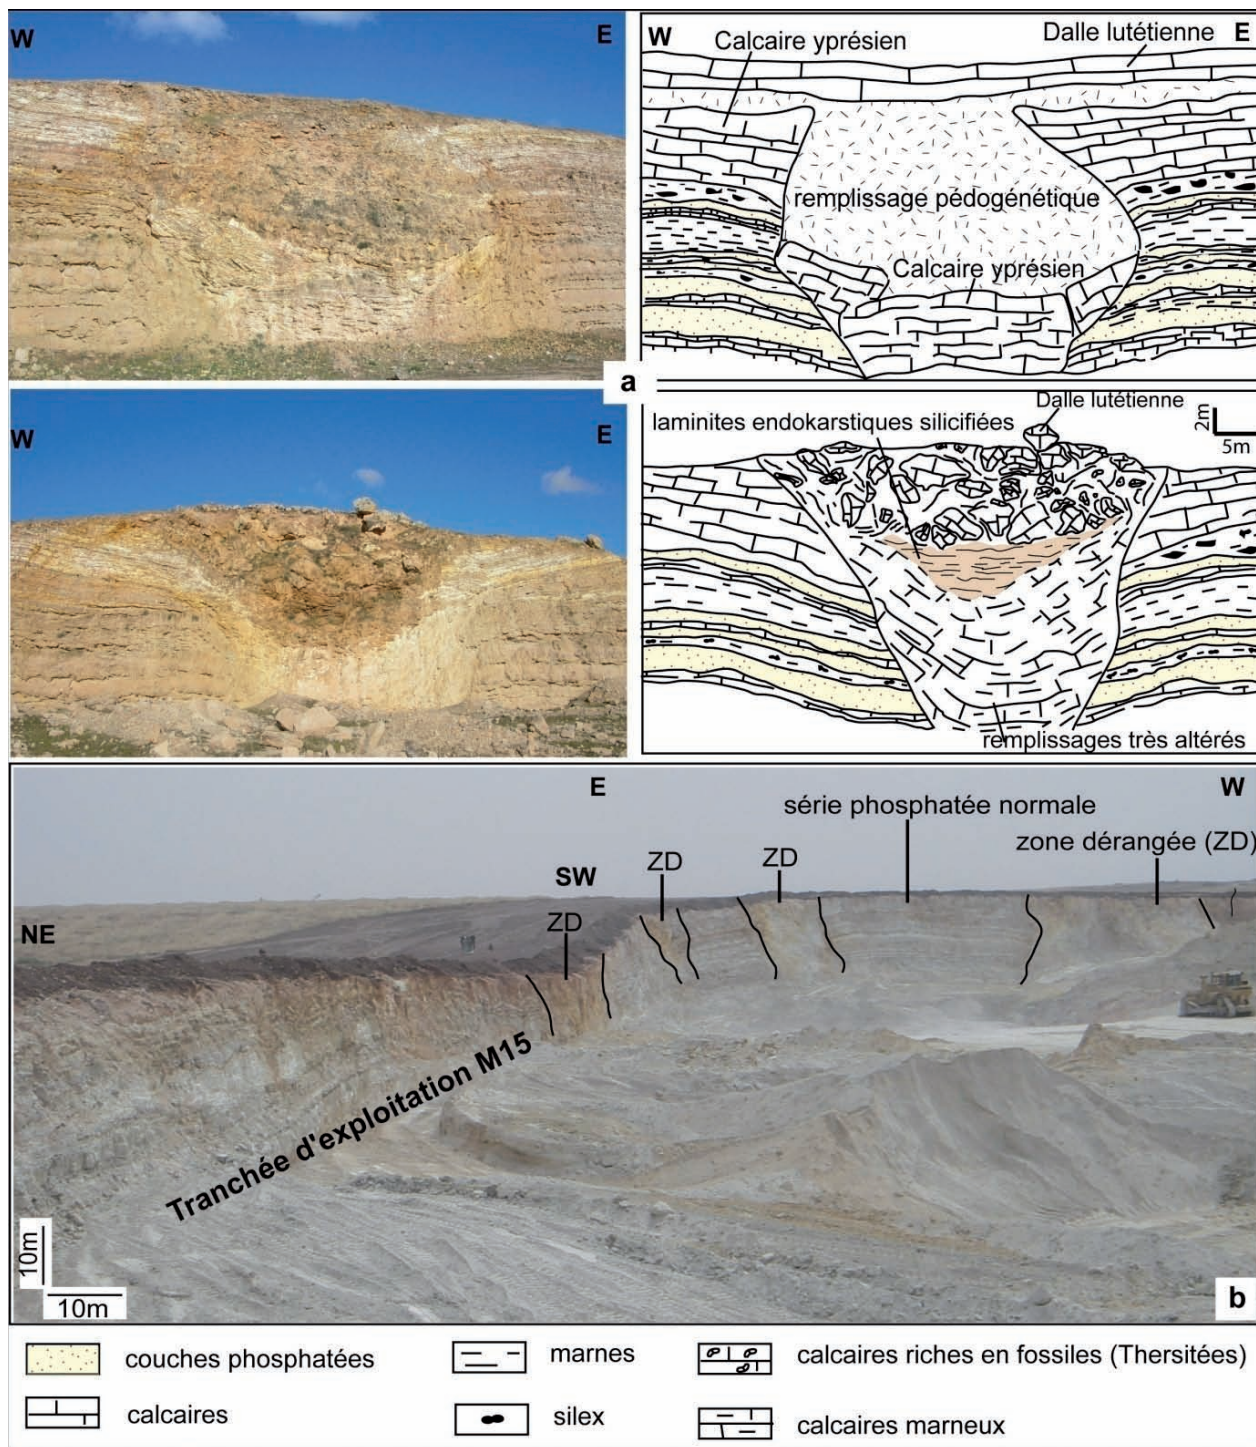 W
E
W
E
Calcaire yprésien
Dalle lutétienne
remplissage pédogénétique
Calcaire yprésien
a
W
E
laminites endokarstiques silicifiées
Dalle lutétienne
2m
5m
remplissages très altérés
E
W
série phosphatée normale
zone dérangée (ZD)
ZD
ZD
SW
NE
ZD
Tranchée d'exploitation M15
10m
10m
b
couches phosphatées
marnes
calcaires riches en fossiles (Thersitées)
calcaires
silex
calcaires marneux